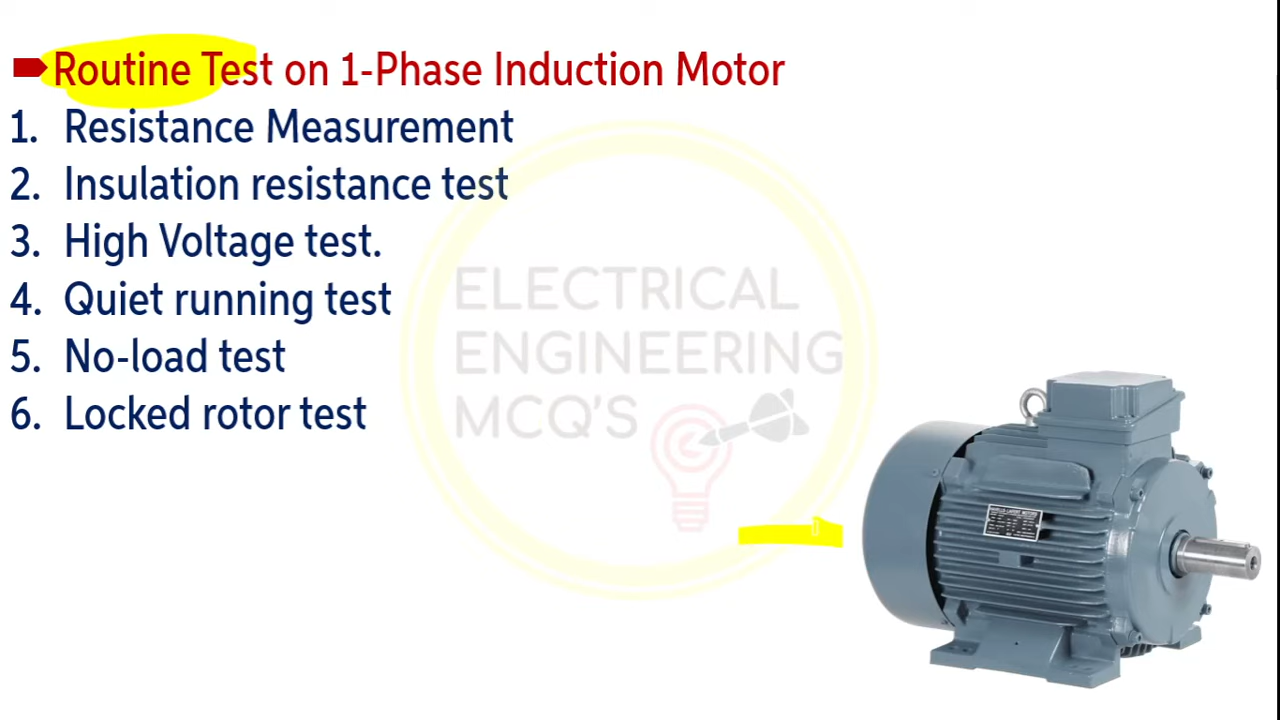 Routine Test on 1-Phase Induction Motor
1. Resistance Measurement
2. Insulation resistance test
3. High Voltage test.
4. Quiet running test
5. No-load test
6. Locked rotor test
ELECTRICAL
ENGINEERING
MCQ'S